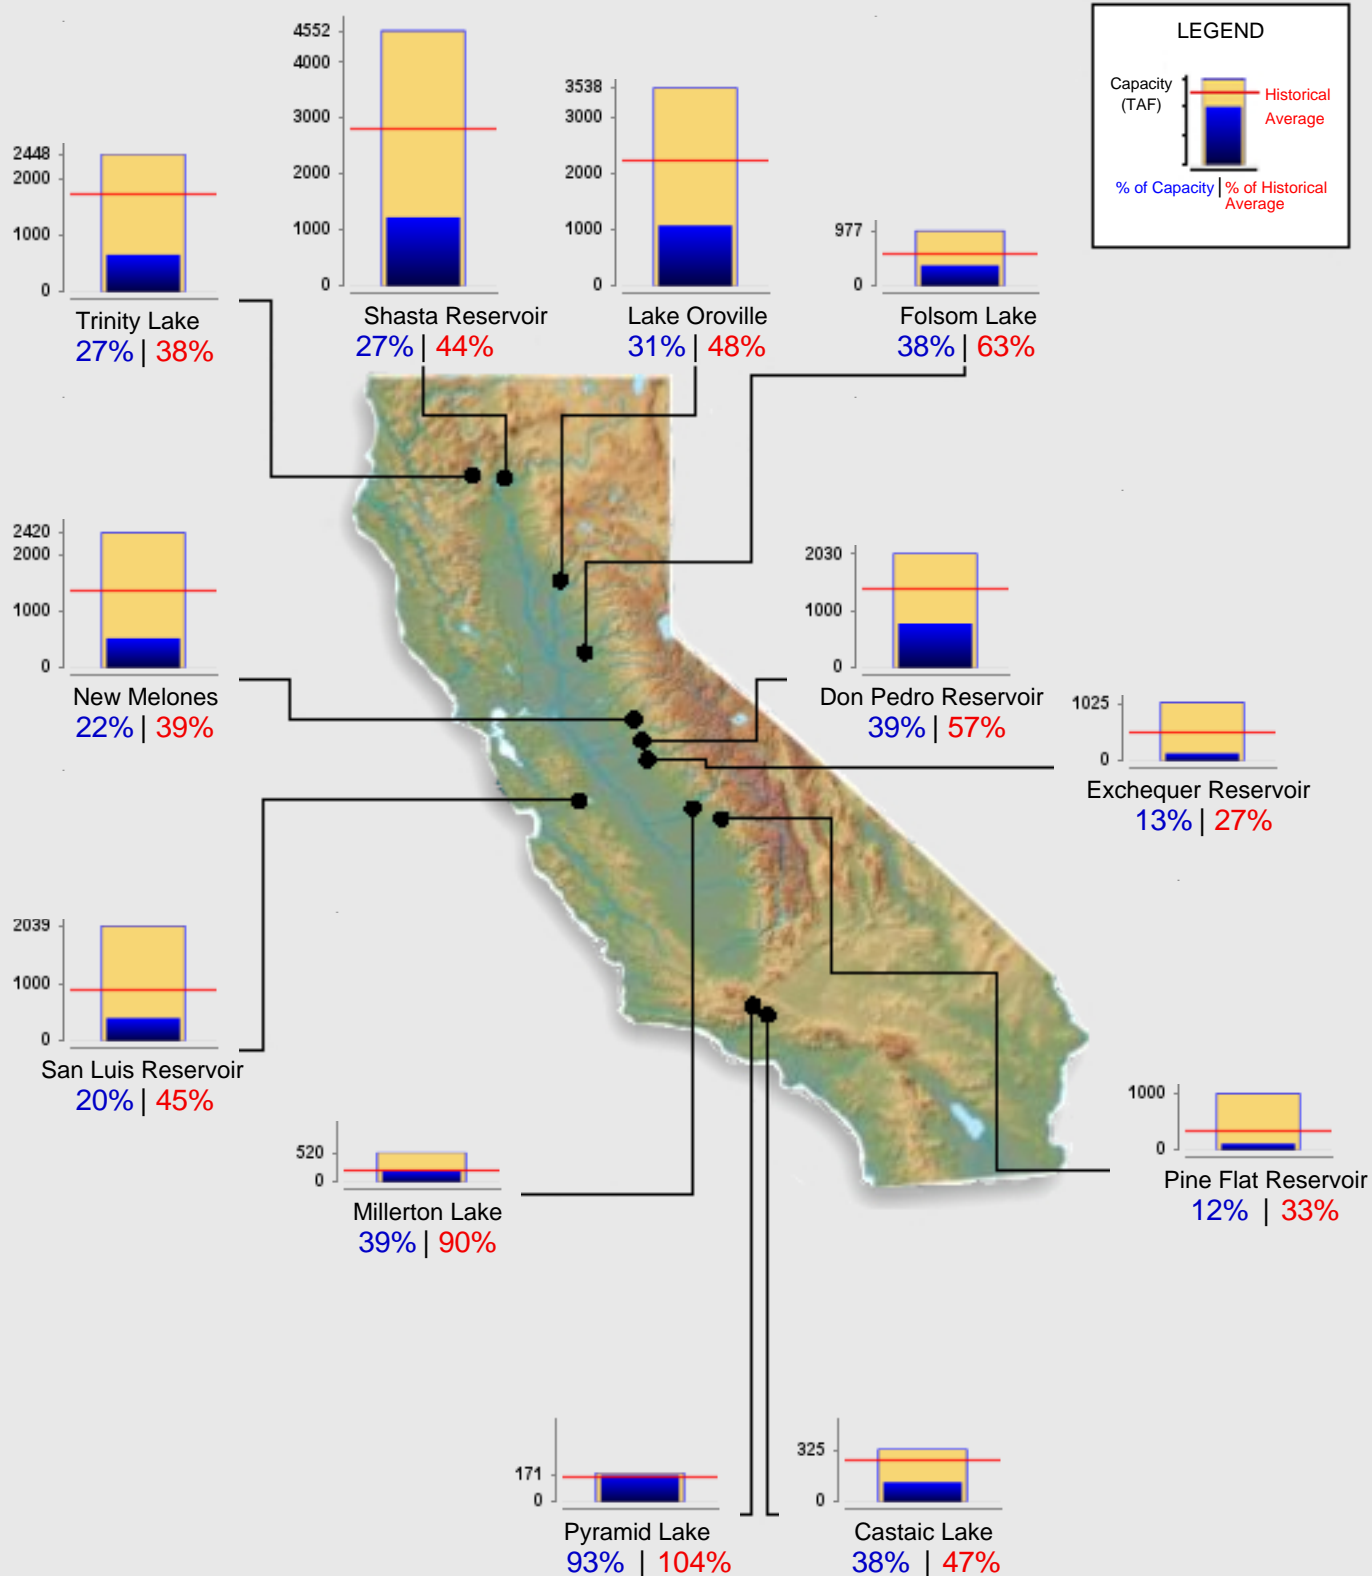 LEGEND
Capacity
(TAF)
Historical
Average
% of Capacity | % of Historical
Average
4552
4000
3000
2000
1000
0
Shasta Reservoir
27% | 44%
3538
3000
2000
1000
0
Lake Oroville
31% | 48%
2448
2000
1000
0
Trinity Lake
27% | 38%
977
0
Folsom Lake
38% | 63%
2420
2000
1000
0
New Melones
22% | 39%
2030
1000
0
Don Pedro Reservoir
39% | 57%
1025
0
Exchequer Reservoir
13% | 27%
2039
1000
0
San Luis Reservoir
20% | 45%
520
0
Millerton Lake
39% | 90%
1000
0
Pine Flat Reservoir
12% | 33%
171
0
Pyramid Lake
93% | 104%
325
0
Castaic Lake
38% | 47%